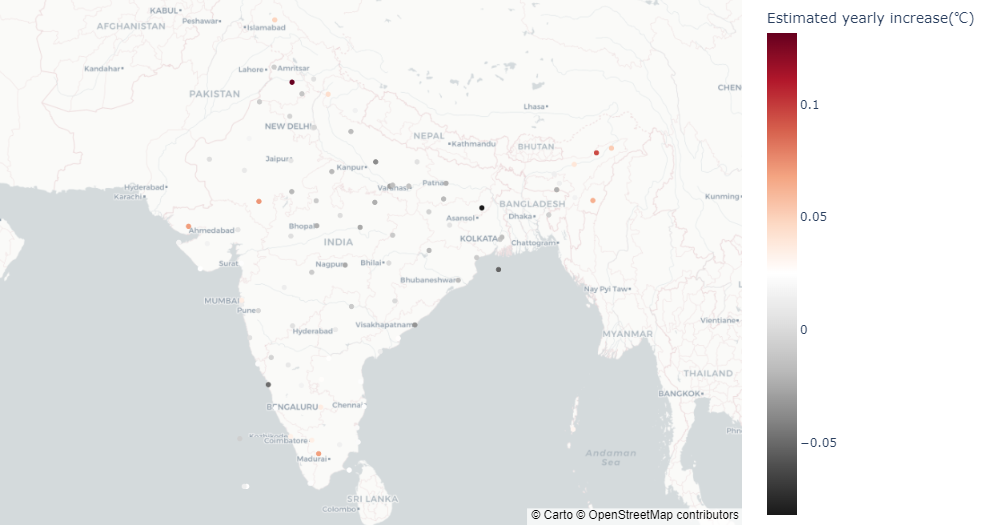 Estimated yearly increase(℃)
KABUL
Peshawar
AFGHANISTAN
Islamabad
Kandahar
Lahore
Amritsar
CHEN
PAKISTAN
0.1
Lhasa
NEW DELHI
NEPAL
Kathmandu
BHUTAN
Jaipur
Kanpur
Hyderabad
Karachi
Varanasi
Patna
Kunming
BANGLADESH
Asansol
Dhaka
0.05
Ahmedabad
Bhopal
INDIA
KOLKATA
Chattogram
Surat
Nagpur
Bhilai
Bhubaneshwar
Nay Pyi Taw
MUMBAI
Pune
Vientiane
Hyderabad
Visakhapatnam
MYANMAR
0
THAILAND
BANGKOK
BENGALURU
Chennai
Kozhikode
Coimbatore
Phn
Madurai
Andaman
Sea
−0.05
SRI LANKA
Colombo
© Carto © OpenStreetMap contributors